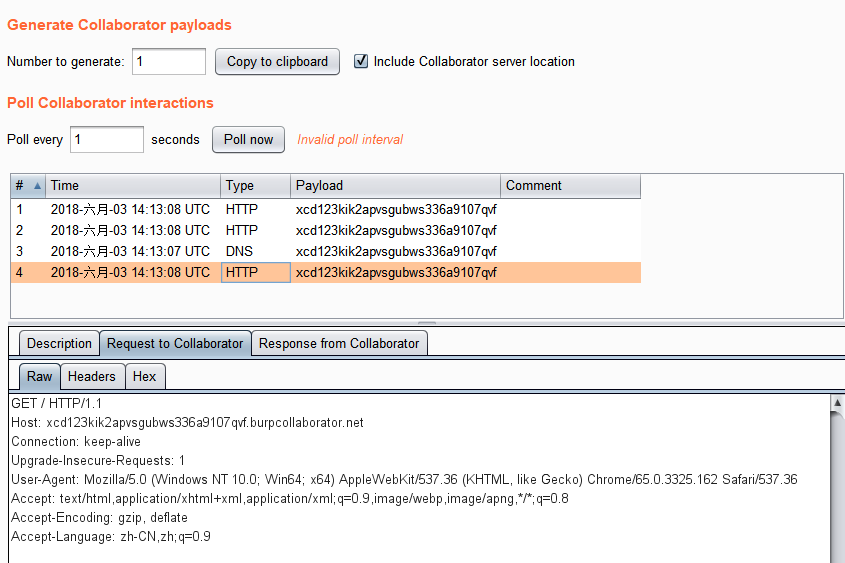 Generate Collaborator payloads
Number to generate: 1 Copy to clipboard Include Collaborator server location
Poll Collaborator interactions
Poll every 1 seconds Poll now Invalid poll interval
# Time Type Payload Comment
1 2018-六月-03 14:13:08 UTC HTTP xcd123kik2apvsgubws336a9107qvf
2 2018-六月-03 14:13:08 UTC HTTP xcd123kik2apvsgubws336a9107qvf
3 2018-六月-03 14:13:07 UTC DNS xcd123kik2apvsgubws336a9107qvf
4 2018-六月-03 14:13:08 UTC HTTP xcd123kik2apvsgubws336a9107qvf
Description Request to Collaborator Response from Collaborator
Raw Headers Hex
GET / HTTP/1.1
Host: xcd123kik2apvsgubws336a9107qvf.burpcollaborator.net
Connection: keep-alive
Upgrade-Insecure-Requests: 1
User-Agent: Mozilla/5.0 (Windows NT 10.0; Win64; x64) AppleWebKit/537.36 (KHTML, like Gecko) Chrome/65.0.3325.162 Safari/537.36
Accept: text/html,application/xhtml+xml,application/xml;q=0.9,image/webp,image/apng,*/*;q=0.8
Accept-Encoding: gzip, deflate
Accept-Language: zh-CN,zh;q=0.9